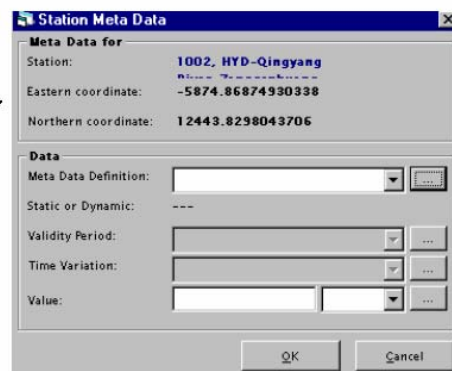 Station Meta Data
Meta Data for
Station: 1002, HYD-Qingyang
Eastern coordinate: -5874.86874930338
Northern coordinate: 12443.8298043706
Data
Meta Data Definition: ...
Static or Dynamic: ---
Validity Period: ...
Time Variation: ...
Value: ...
OK Cancel